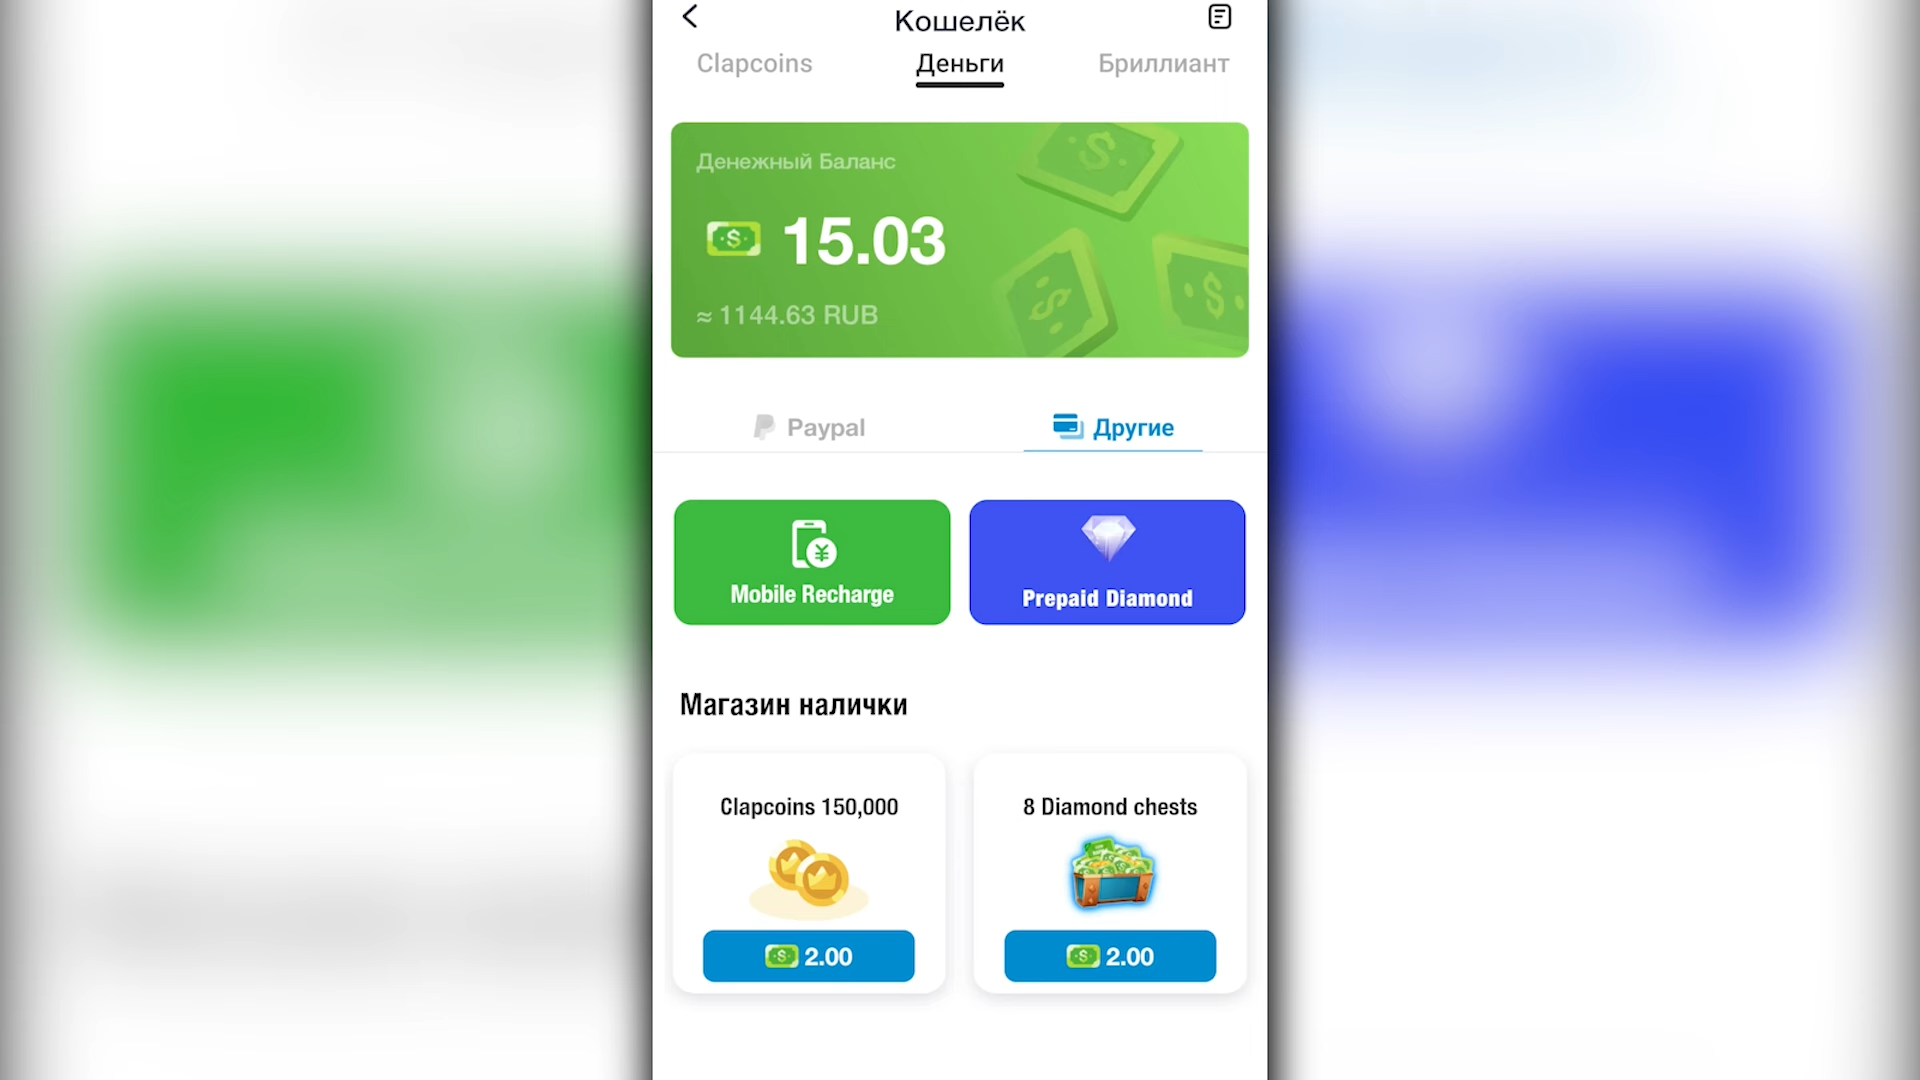 Кошелёк
Clapcoins Деньги Бриллиант
Денежный Баланс
15.03
≈ 1144.63 RUB
Paypal Другие
Mobile Recharge Prepaid Diamond
Магазин налички
Clapcoins 150,000 8 Diamond chests
2.00 2.00